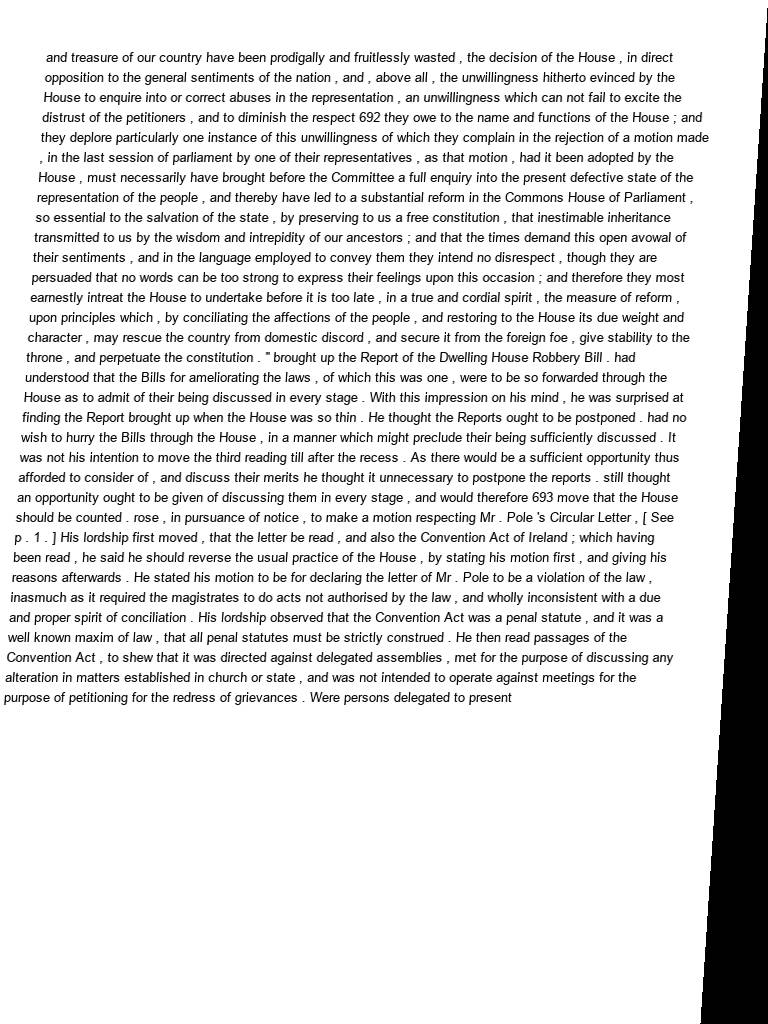 and treasure of our country have been prodigally and fruitlessly wasted , the decision of the House , in direct
opposition to the general sentiments of the nation , and , above all , the unwillingness hitherto evinced by the
House to enquire into or correct abuses in the representation , an unwillingness which can not fail to excite the
distrust of the petitioners , and to diminish the respect 692 they owe to the name and functions of the House ; and
they deplore particularly one instance of this unwillingness of which they complain in the rejection of a motion made
, in the last session of parliament by one of their representatives , as that motion , had it been adopted by the
House , must necessarily have brought before the Committee a full enquiry into the present defective state of the
representation of the people , and thereby have led to a substantial reform in the Commons House of Parliament ,
so essential to the salvation of the state , by preserving to us a free constitution , that inestimable inheritance
transmitted to us by the wisdom and intrepidity of our ancestors ; and that the times demand this open avowal of
their sentiments , and in the language employed to convey them they intend no disrespect , though they are
persuaded that no words can be too strong to express their feelings upon this occasion ; and therefore they most
earnestly intreat the House to undertake before it is too late , in a true and cordial spirit , the measure of reform ,
upon principles which , by conciliating the affections of the people , and restoring to the House its due weight and
character , may rescue the country from domestic discord , and secure it from the foreign foe , give stability to the
throne , and perpetuate the constitution . " brought up the Report of the Dwelling House Robbery Bill . had
understood that the Bills for ameliorating the laws , of which this was one , were to be so forwarded through the
House as to admit of their being discussed in every stage . With this impression on his mind , he was surprised at
finding the Report brought up when the House was so thin . He thought the Reports ought to be postponed . had no
wish to hurry the Bills through the House , in a manner which might preclude their being sufficiently discussed . It
was not his intention to move the third reading till after the recess . As there would be a sufficient opportunity thus
afforded to consider of , and discuss their merits he thought it unnecessary to postpone the reports . still thought
an opportunity ought to be given of discussing them in every stage , and would therefore 693 move that the House
should be counted . rose , in pursuance of notice , to make a motion respecting Mr . Pole 's Circular Letter , [ See
p . 1 . ] His lordship first moved , that the letter be read , and also the Convention Act of Ireland ; which having
been read , he said he should reverse the usual practice of the House , by stating his motion first , and giving his
reasons afterwards . He stated his motion to be for declaring the letter of Mr . Pole to be a violation of the law ,
inasmuch as it required the magistrates to do acts not authorised by the law , and wholly inconsistent with a due
and proper spirit of conciliation . His lordship observed that the Convention Act was a penal statute , and it was a
well known maxim of law , that all penal statutes must be strictly construed . He then read passages of the
Convention Act , to shew that it was directed against delegated assemblies , met for the purpose of discussing any
alteration in matters established in church or state , and was not intended to operate against meetings for the
purpose of petitioning for the redress of grievances . Were persons delegated to present